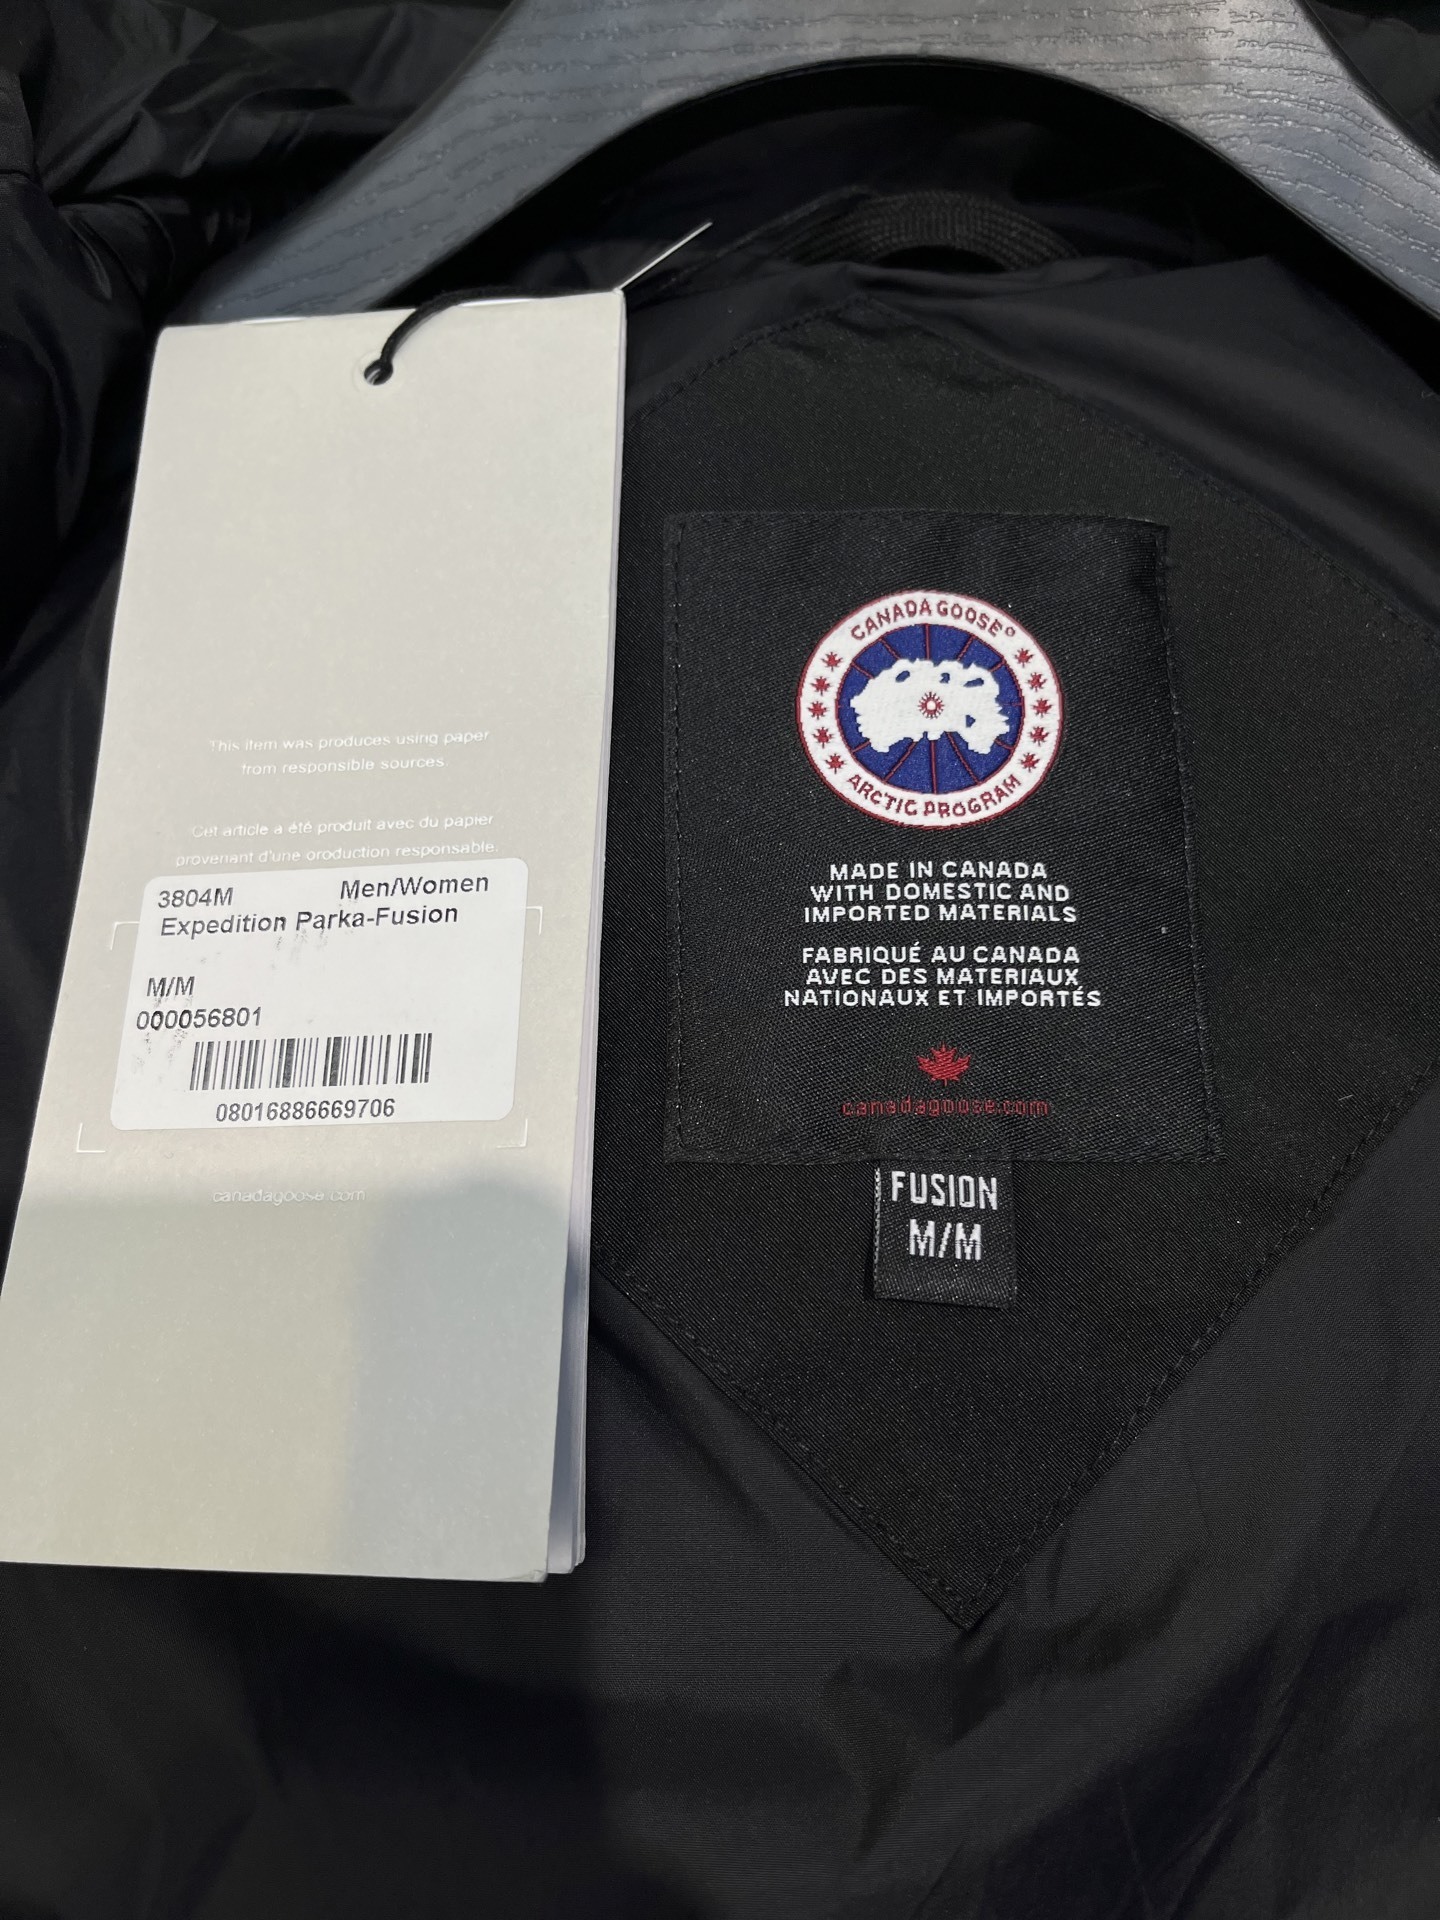 This item was produces using paper
from responsible sources.
Cet article a été produit avec du papier
provenant d'une oroduction responsable.
3804M Men/Women
Expedition Parka-Fusion
M/M
000056801
08016886669706
canadagoose.com
CANADA GOOSE®
ARCTIC PROGRAM
MADE IN CANADA
WITH DOMESTIC AND
IMPORTED MATERIALS
FABRIQUÉ AU CANADA
AVEC DES MATERIAUX
NATIONAUX ET IMPORTÉS
canadagoose.com
FUSION
M/M